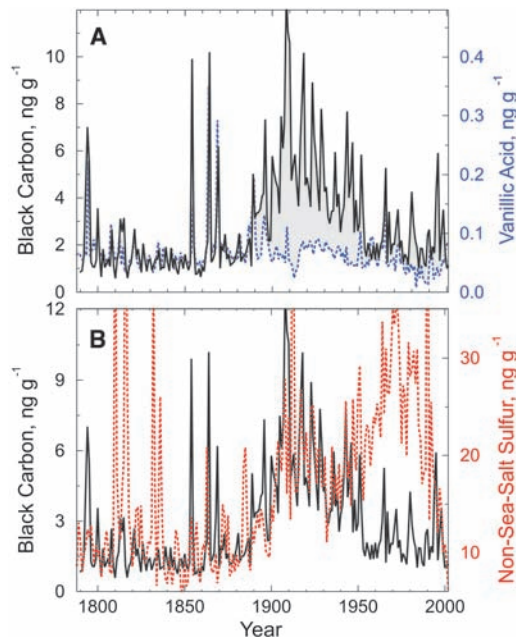 A
10
8
6
4
2
0
Black Carbon, ng g⁻¹
0.4
0.3
0.2
0.1
0.0
Vanillic Acid, ng g⁻¹
B
12
9
6
3
0
Black Carbon, ng g⁻¹
30
20
10
Non-Sea-Salt Sulfur, ng g⁻¹
1800 1850 1900 1950 2000
Year